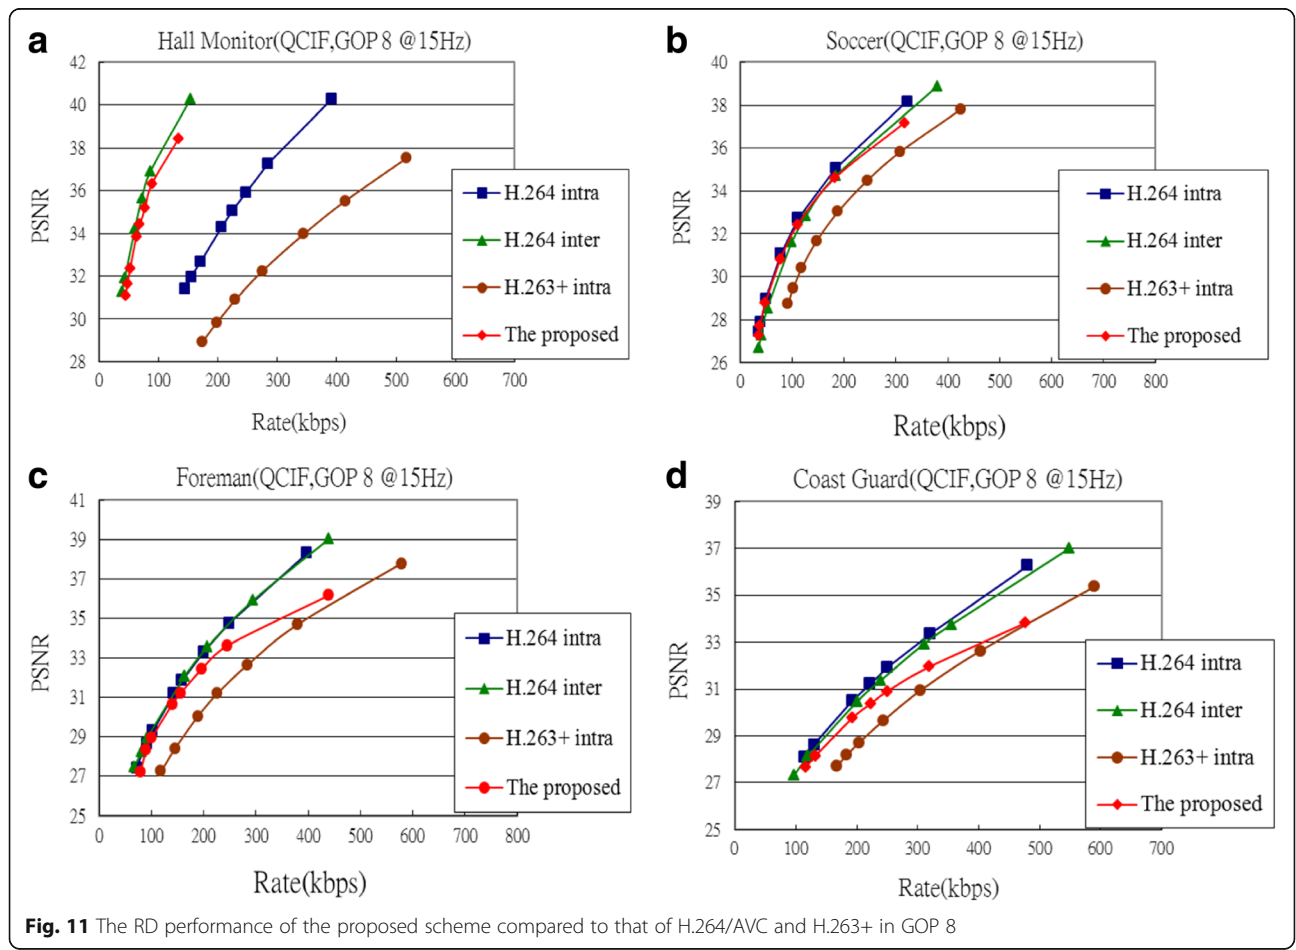 a
Hall Monitor(QCIF,GOP 8 @15Hz)
PSNR
42
40
38
36
34
32
30
28
0 100 200 300 400 500 600 700
Rate(kbps)
H.264 intra
H.264 inter
H.263+ intra
The proposed
b
Soccer(QCIF,GOP 8 @15Hz)
PSNR
40
38
36
34
32
30
28
26
0 100 200 300 400 500 600 700 800
Rate(kbps)
H.264 intra
H.264 inter
H.263+ intra
The proposed
c
Foreman(QCIF,GOP 8 @15Hz)
PSNR
41
39
37
35
33
31
29
27
25
0 100 200 300 400 500 600 700 800
Rate(kbps)
H.264 intra
H.264 inter
H.263+ intra
The proposed
d
Coast Guard(QCIF,GOP 8 @15Hz)
PSNR
39
37
35
33
31
29
27
25
0 100 200 300 400 500 600 700
Rate(kbps)
H.264 intra
H.264 inter
H.263+ intra
The proposed
Fig. 11 The RD performance of the proposed scheme compared to that of H.264/AVC and H.263+ in GOP 8